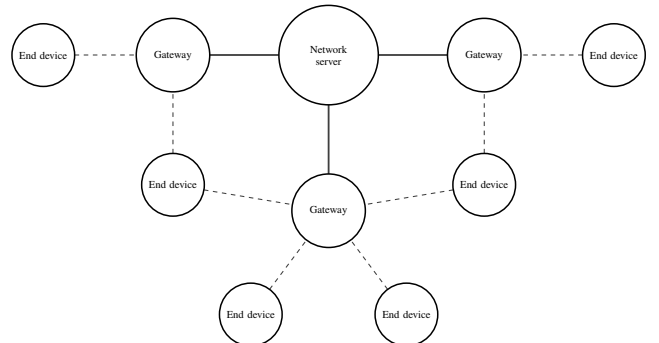 End device
Gateway
Network
server
Gateway
End device
End device
End device
Gateway
End device
End device